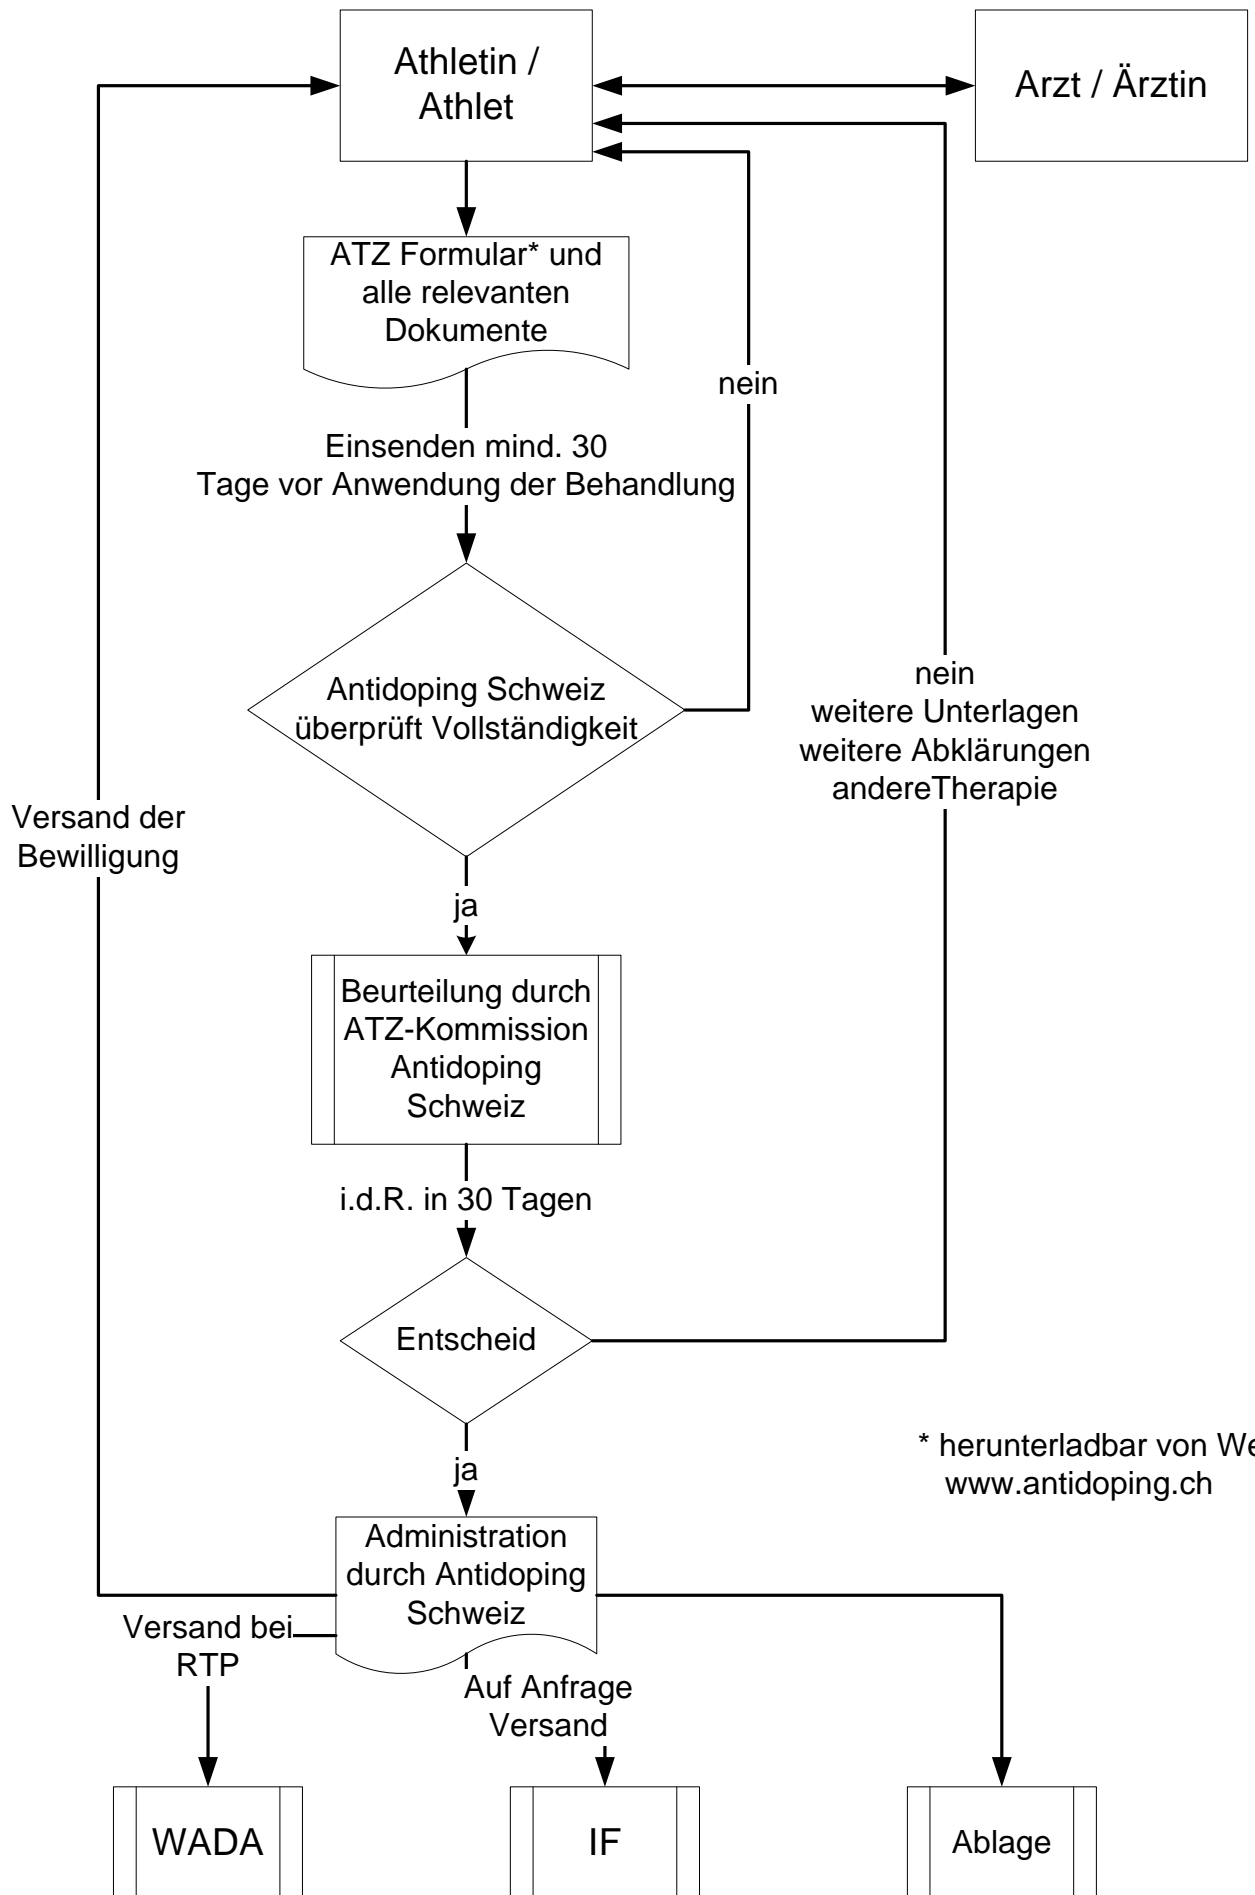 Athletin /
Athlet
Arzt / Ärztin
ATZ Formular* und
alle relevanten
Dokumente
nein
Einsenden mind. 30
Tage vor Anwendung der Behandlung
Antidoping Schweiz
überprüft Vollständigkeit
nein
weitere Unterlagen
weitere Abklärungen
andereTherapie
Versand der
Bewilligung
ja
Beurteilung durch
ATZ-Kommission
Antidoping
Schweiz
i.d.R. in 30 Tagen
Entscheid
* herunterladbar von
www.antidoping.ch
ja
Administration
durch Antidoping
Schweiz
Versand bei
RTP
Auf Anfrage
Versand
WADA
IF
Ablage